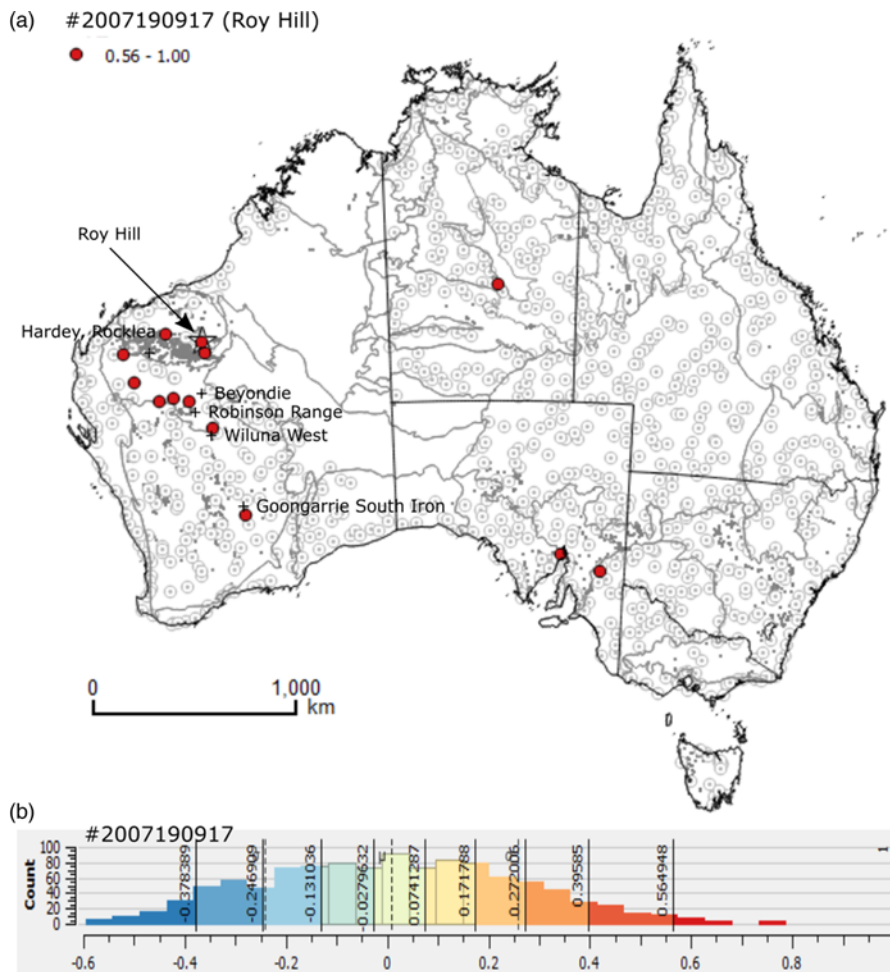 (a) #2007190917 (Roy Hill)
0.56 - 1.00
Roy Hill
Hardey, Rocklea
Beyondie
Robinson Range
Wiluna West
Goongarrie South Iron
0 1,000
km
(b)
#2007190917
Count
100
80
60
40
20
0
-0.378389
-0.246909
-0.131036
-0.0279632
0.0741287
0.171788
0.272006
0.39585
0.564948
1
-0.6 -0.4 -0.2 0 0.2 0.4 0.6 0.8